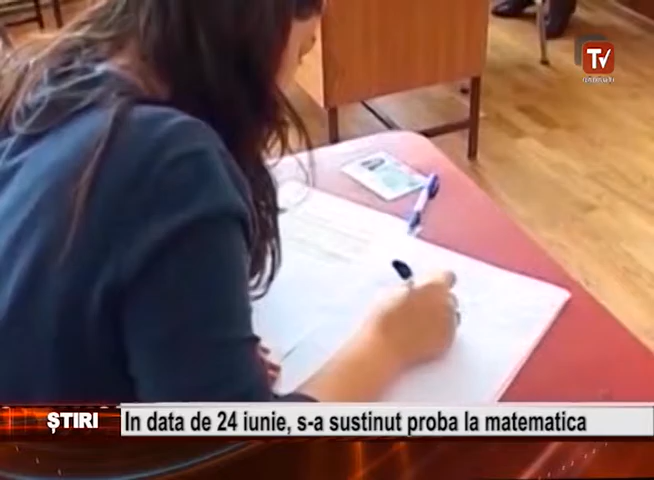 TV
ȘTIRI
In data de 24 iunie, s-a sustinut proba la matematica